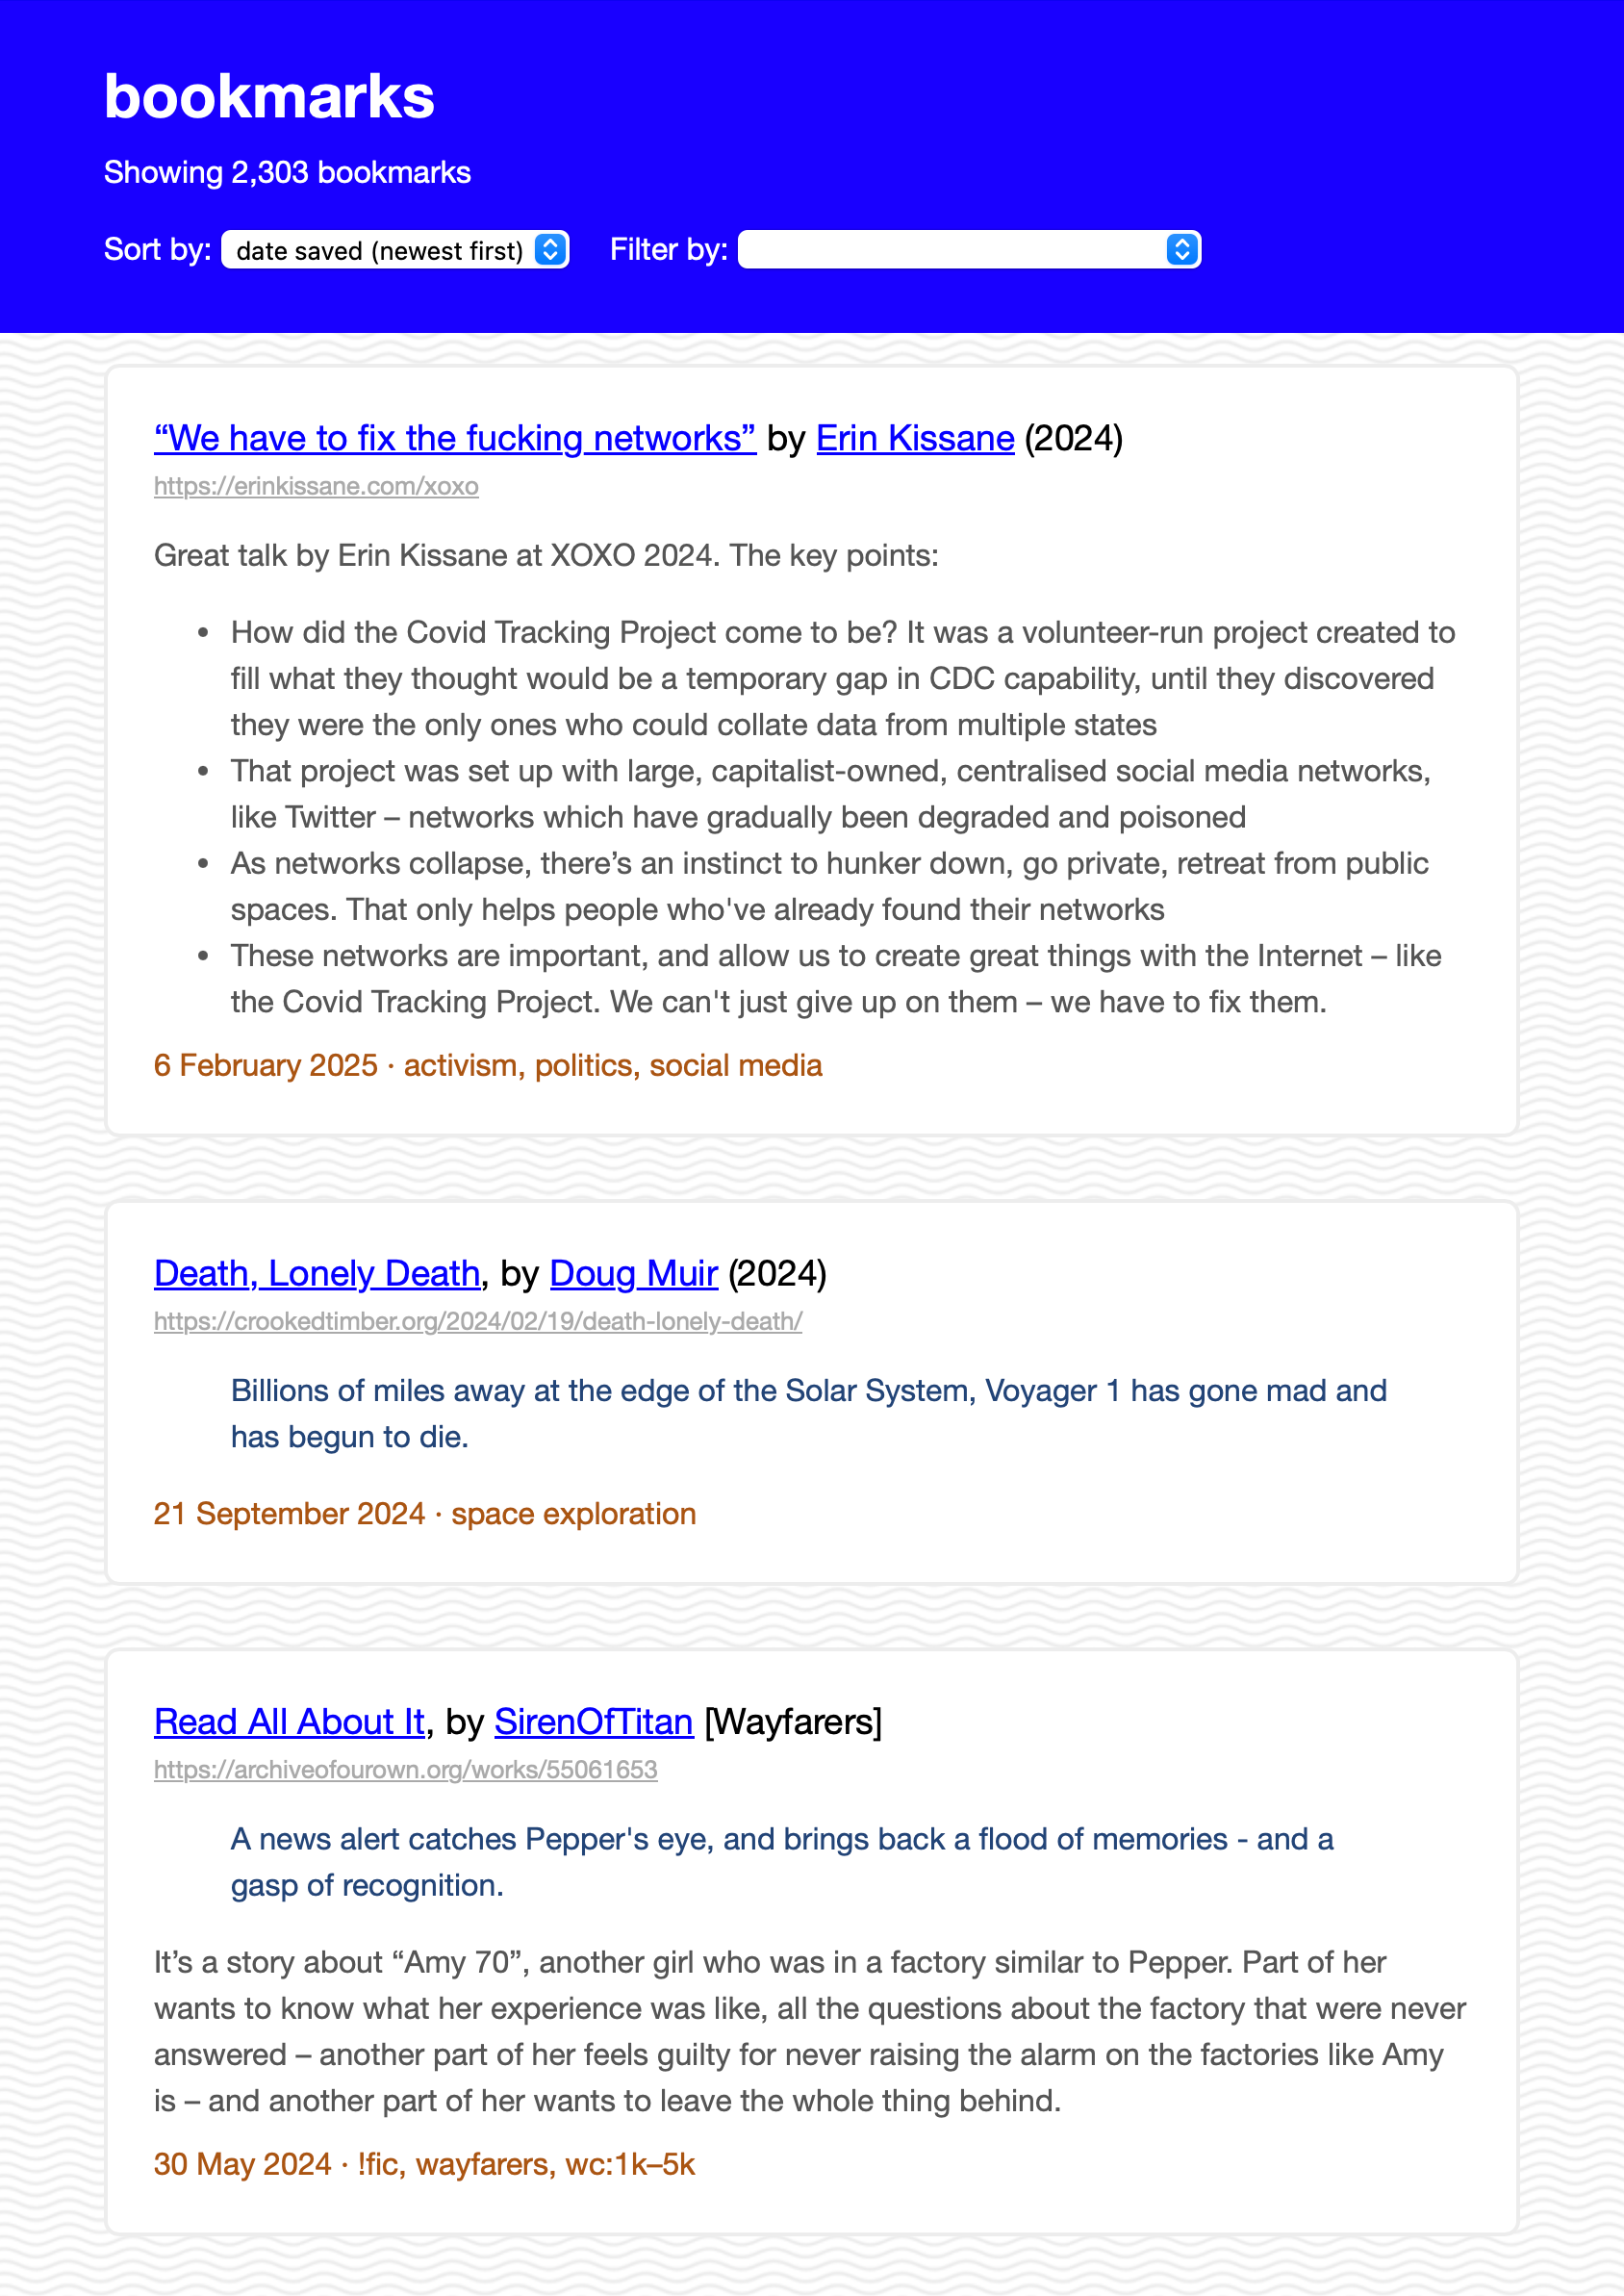 bookmarks
Showing 2,303 bookmarks
Sort by: date saved (newest first) Filter by:
“We have to fix the fucking networks” by Erin Kissane (2024)
https://erinkissane.com/xoxo
Great talk by Erin Kissane at XOXO 2024. The key points:
• How did the Covid Tracking Project come to be? It was a volunteer-run project created to
fill what they thought would be a temporary gap in CDC capability, until they discovered
they were the only ones who could collate data from multiple states
• That project was set up with large, capitalist-owned, centralised social media networks,
like Twitter – networks which have gradually been degraded and poisoned
• As networks collapse, there’s an instinct to hunker down, go private, retreat from public
spaces. That only helps people who've already found their networks
• These networks are important, and allow us to create great things with the Internet – like
the Covid Tracking Project. We can't just give up on them – we have to fix them.
6 February 2025 · activism, politics, social media
Death, Lonely Death, by Doug Muir (2024)
https://crookedtimber.org/2024/02/19/death-lonely-death/
Billions of miles away at the edge of the Solar System, Voyager 1 has gone mad and
has begun to die.
21 September 2024 · space exploration
Read All About It, by SirenOfTitan [Wayfarers]
https://archiveofourown.org/works/55061653
A news alert catches Pepper's eye, and brings back a flood of memories - and a
gasp of recognition.
It’s a story about “Amy 70”, another girl who was in a factory similar to Pepper. Part of her
wants to know what her experience was like, all the questions about the factory that were never
answered – another part of her feels guilty for never raising the alarm on the factories like Amy
is – and another part of her wants to leave the whole thing behind.
30 May 2024 · !fic, wayfarers, wc:1k–5k